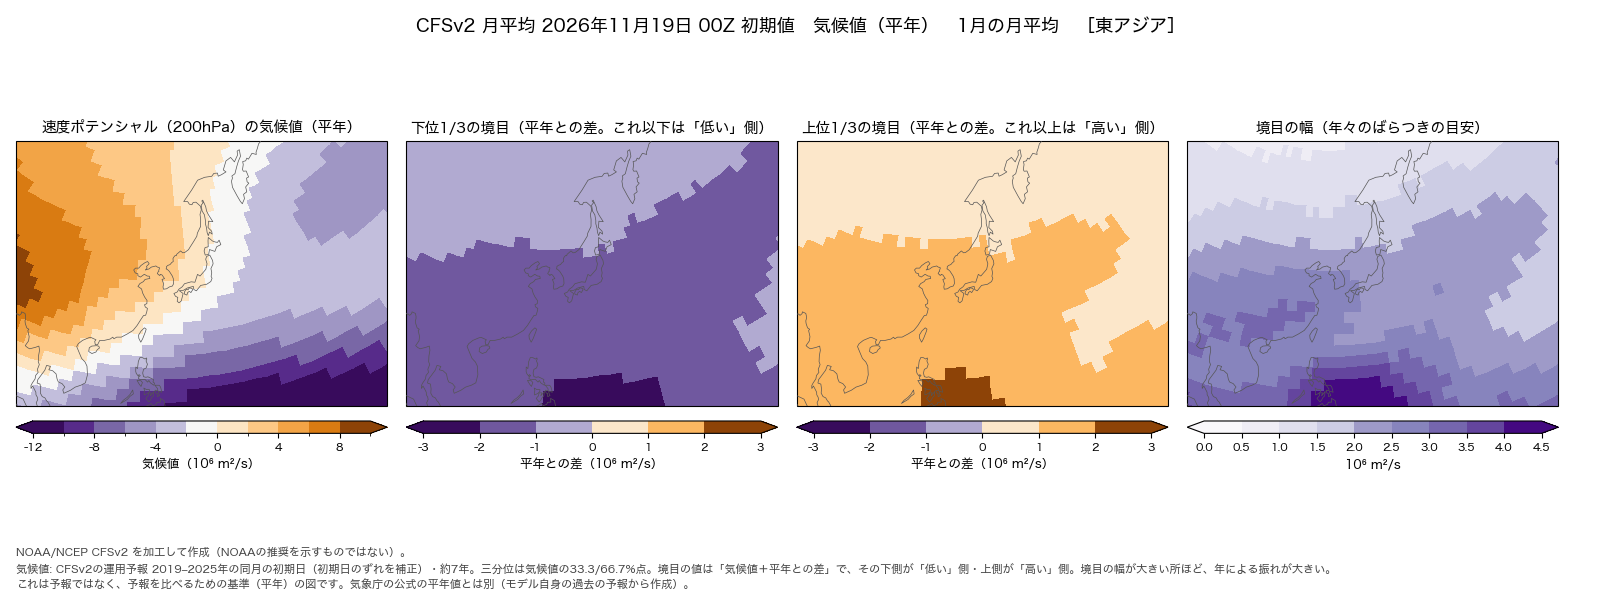 CFSv2 月平均 2026年11月19日 00Z 初期値　気候値（平年）　1月の月平均　［東アジア］
速度ポテンシャル（200hPa）の気候値（平年）
下位1/3の境目（平年との差。これ以下は「低い」側）
上位1/3の境目（平年との差。これ以上は「高い」側）
境目の幅（年々のばらつきの目安）
-12 -8 -4 0 4 8
気候値（10⁶ m²/s）
-3 -2 -1 0 1 2 3
平年との差（10⁶ m²/s）
-3 -2 -1 0 1 2 3
平年との差（10⁶ m²/s）
0.0 0.5 1.0 1.5 2.0 2.5 3.0 3.5 4.0 4.5
10⁶ m²/s
NOAA/NCEP CFSv2 を加工して作成（NOAAの推奨を示すものではない）。
気候値: CFSv2の運用予報 2019–2025年の同月の初期日（初期日のずれを補正）・約7年。三分位は気候値の33.3/66.7%点。境目の値は「気候値＋平年との差」で、その下側が「低い」側・上側が「高い」側。境目の幅が大きい所ほど、年による振れが大きい。
これは予報ではなく、予報を比べるための基準（平年）の図です。気象庁の公式の平年値とは別（モデル自身の過去の予報から作成）。